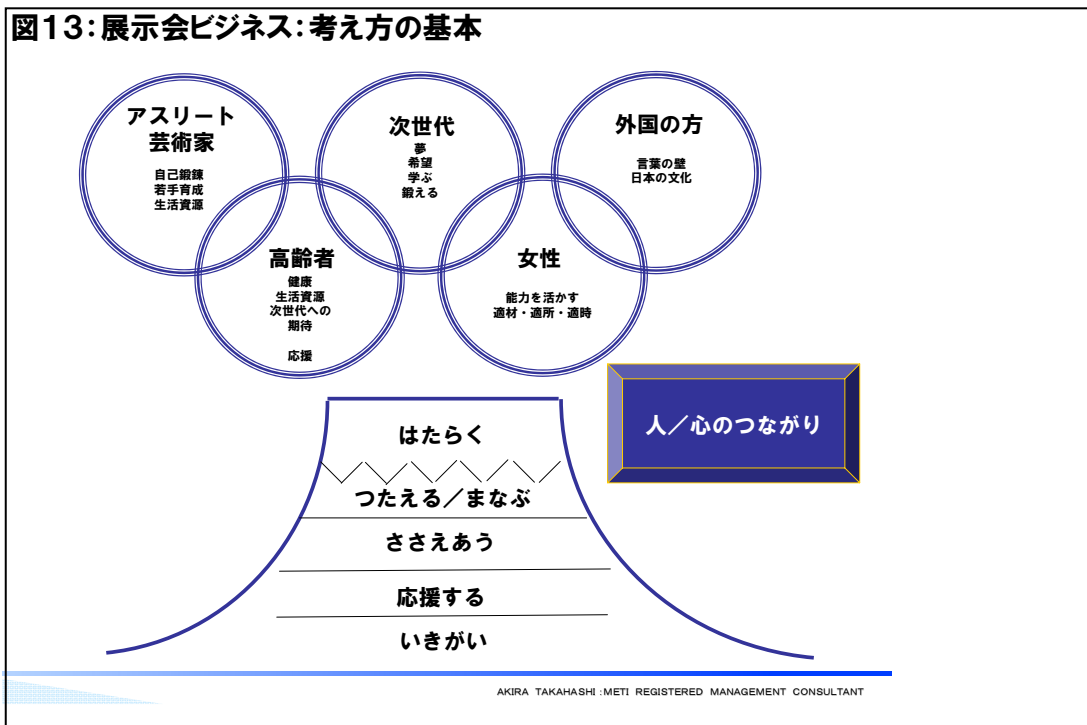 図13:展示会ビジネス:考え方の基本
アスリート
芸術家
自己鍛錬
若手育成
生活資源
次世代
夢
希望
学ぶ
鍛える
外国の方
言葉の壁
日本の文化
高齢者
健康
生活資源
次世代への
期待
応援
女性
能力を活かす
適材・適所・適時
人/心のつながり
はたらく
つたえる/まなぶ
ささえあう
応援する
いきがい
AKIRA TAKAHASHI:METI REGISTERED MANAGEMENT CONSULTANT